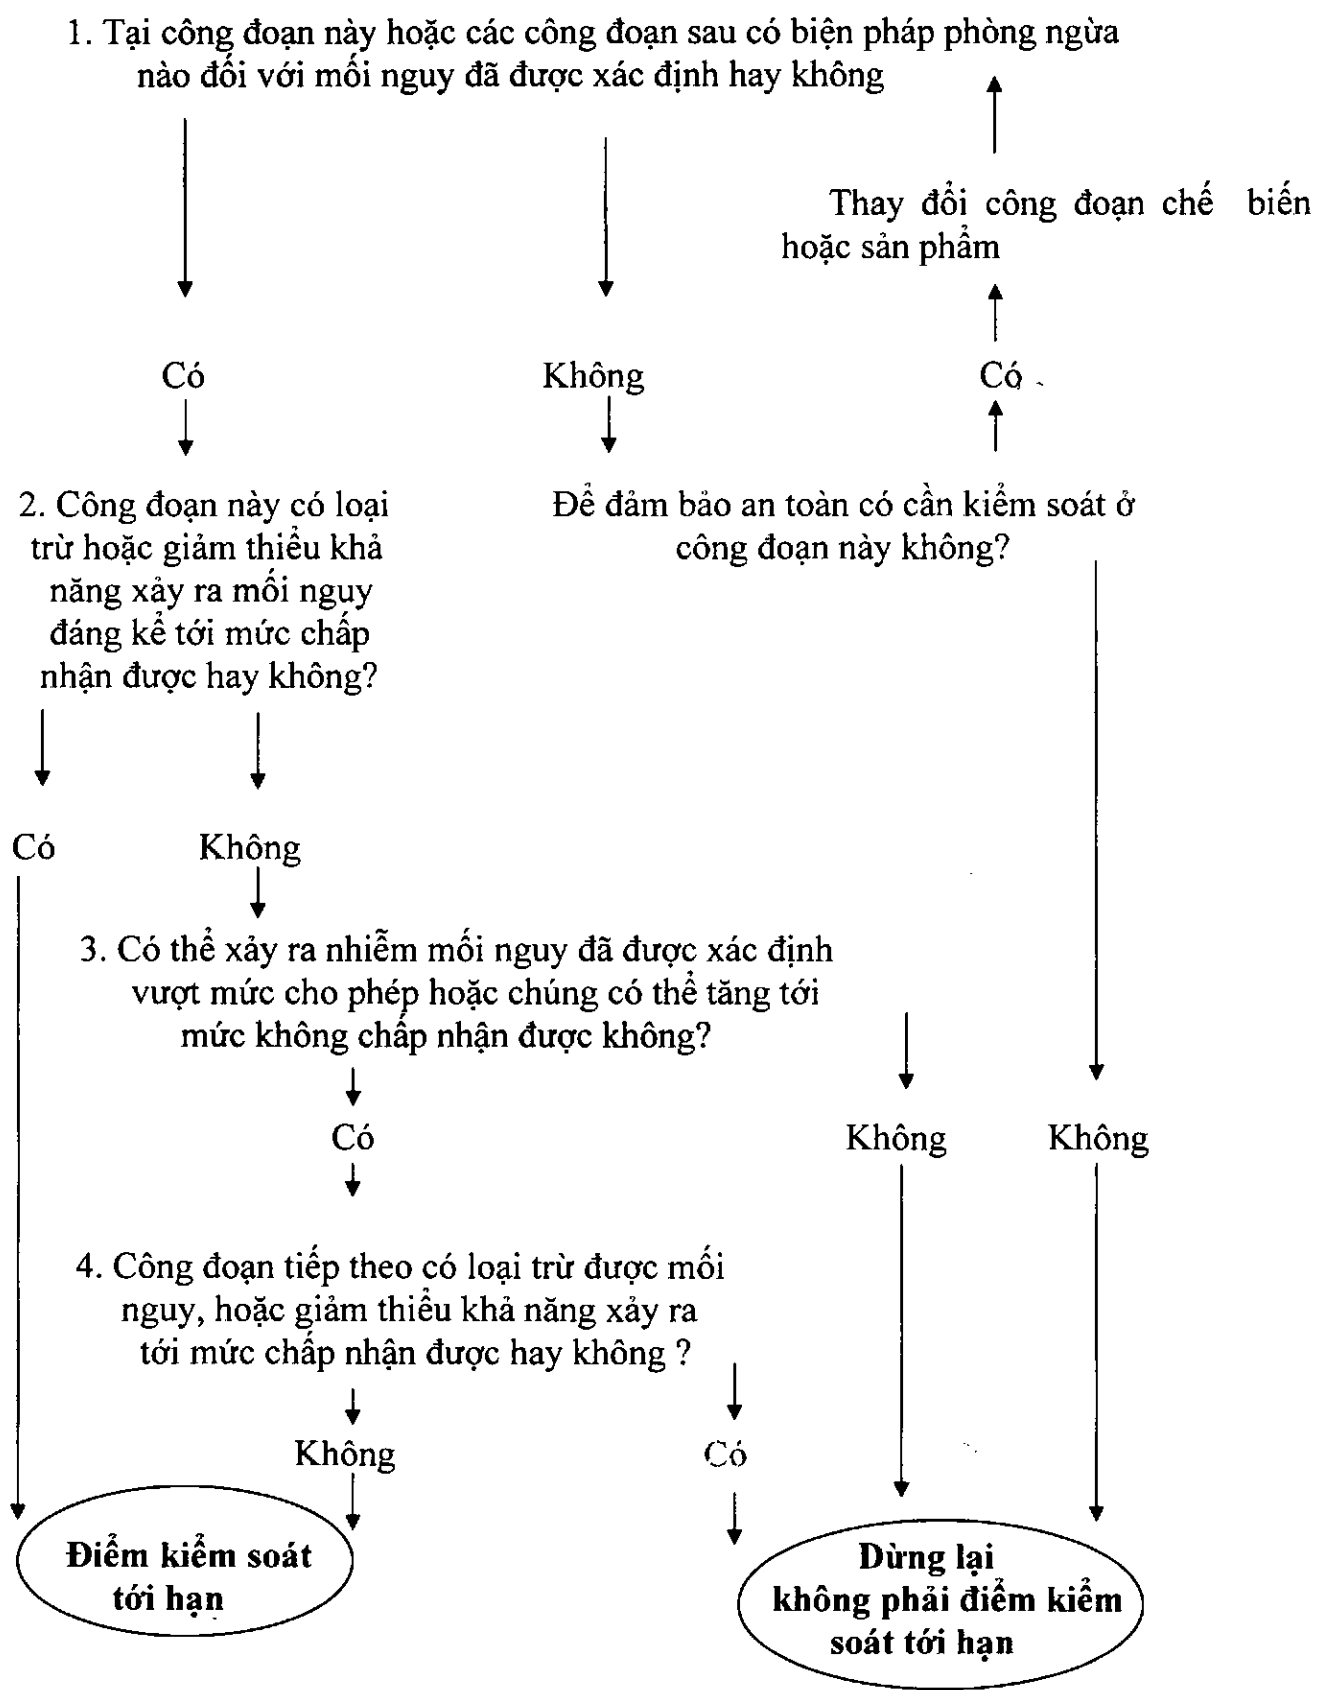 1. Tại công đoạn này hoặc các công đoạn sau có biện pháp phòng ngừa
nào đối với mối nguy đã được xác định hay không
Thay đổi công đoạn chế biến
hoặc sản phẩm
Có
Không
Có
2. Công đoạn này có loại
trừ hoặc giảm thiểu khả
năng xảy ra mối nguy
đáng kể tới mức chấp
nhận được hay không?
Để đảm bảo an toàn có cần kiểm soát ở
công đoạn này không?
Có
Không
3. Có thể xảy ra nhiễm mối nguy đã được xác định
vượt mức cho phép hoặc chúng có thể tăng tới
mức không chấp nhận được không?
Có
Không
Không
4. Công đoạn tiếp theo có loại trừ được mối
nguy, hoặc giảm thiểu khả năng xảy ra
tới mức chấp nhận được hay không ?
Không
Có
Điểm kiểm soát
tới hạn
Dừng lại
không phải điểm kiểm
soát tới hạn